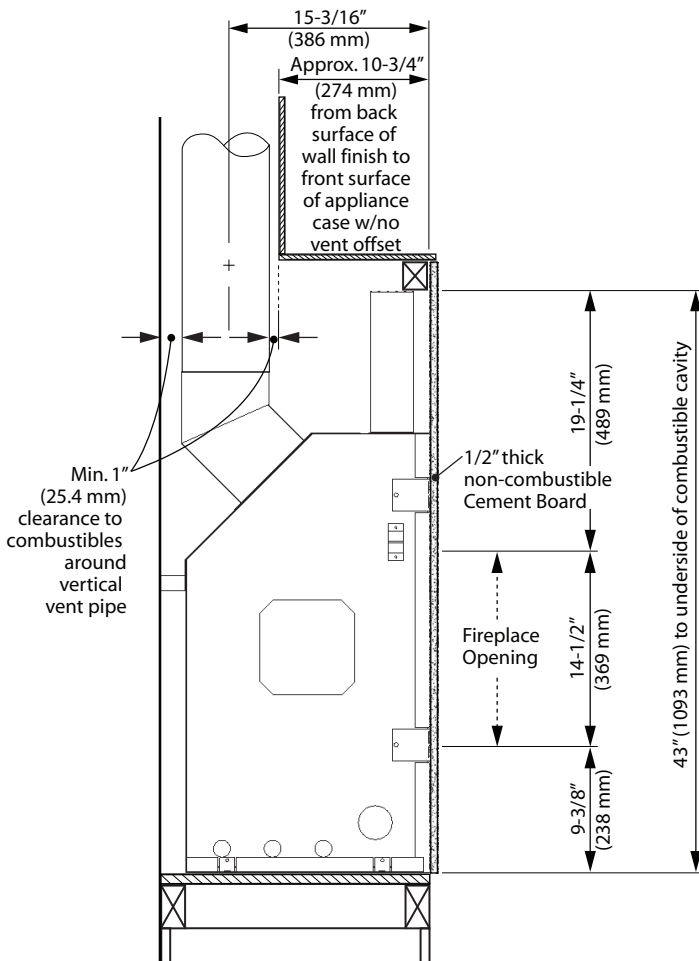 15-3/16”
(386 mm)
Approx. 10-3/4”
(274 mm)
from back
surface of
wall finish to
front surface
of appliance
case w/no
vent offset
Min. 1”
(25.4 mm)
clearance to
combustibles
around
vertical
vent pipe
1/2” thick
non-combustible
Cement Board
Fireplace
Opening
19-1/4”
(489 mm)
14-1/2”
(369 mm)
9-3/8”
(238 mm)
43” (1093 mm) to underside of combustible cavity